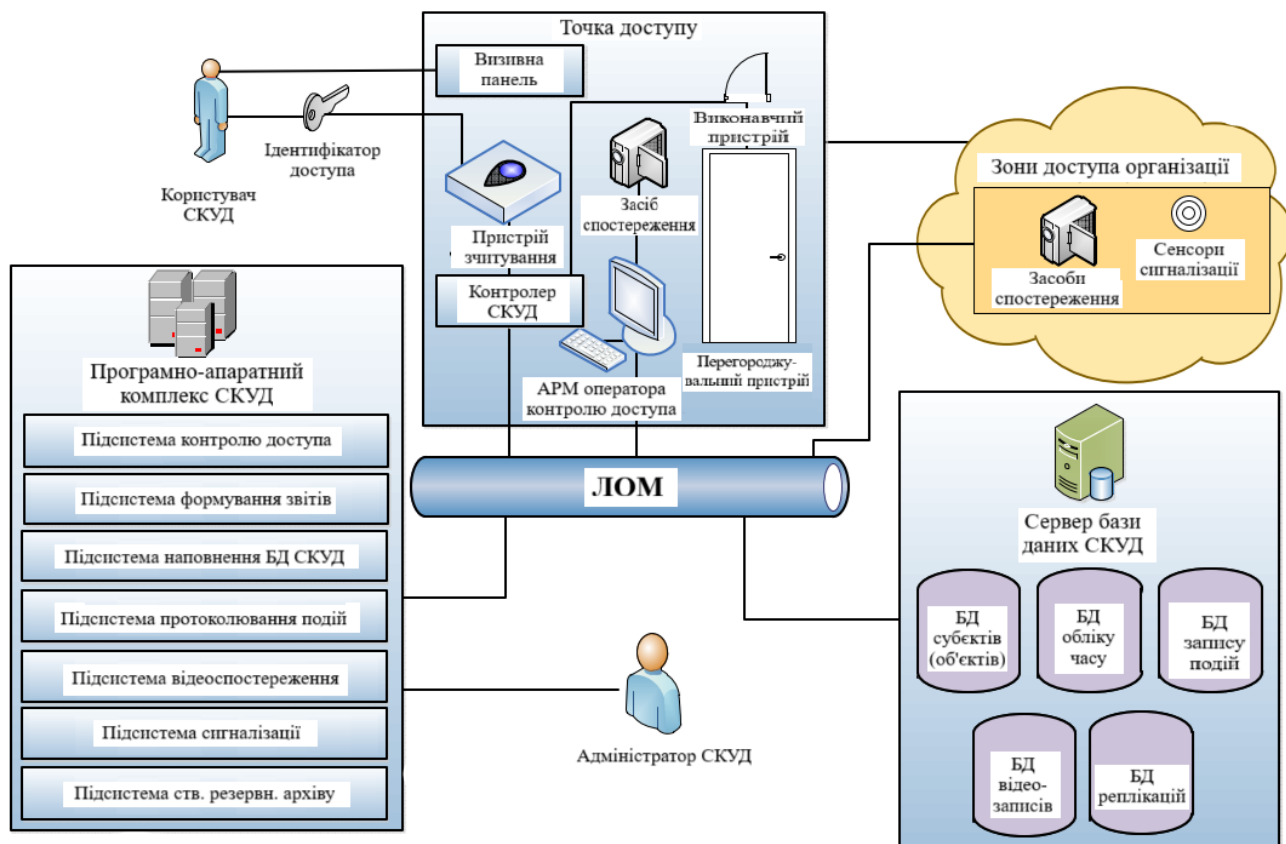 Точка доступу
Визивна
панель
Ідентифікатор
доступа
Користувач
СКУД
Пристрій
зчитування
Контролер
СКУД
Засіб
спостереження
Виконавчий
пристрій
АРМ оператора
контролю доступа
Перегороджу-
вальний пристрій
Зони доступа організації
Засоби
спостереження
Сенсори
сигналізації
Програмно-апаратний
комплекс СКУД
Підсистема контролю доступа
Підсистема формування звітів
Підсистема наповнення БД СКУД
Підсистема протоколювання подій
Підсистема відеоспостереження
Підсистема сигналізації
Підсистема ств. резервн. архіву
ЛОМ
Адміністратор СКУД
Сервер бази
даних СКУД
БД
субєктів
(об'єктів)
БД
обліку
часу
БД
запису
подій
БД
відео-
записів
БД
реплікацій